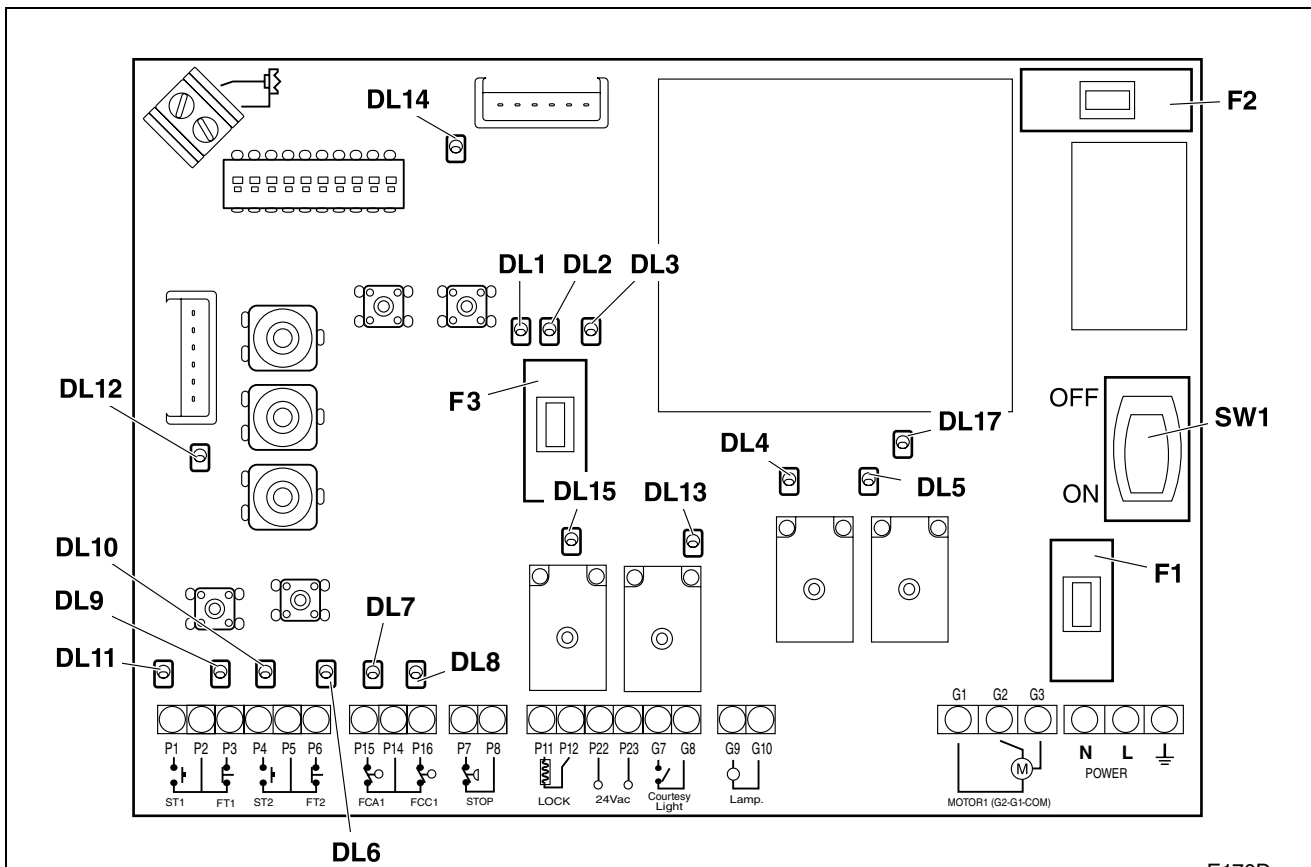 DL14
F2
DL1 DL2 DL3
DL12
F3
OFF
SW1
DL17
DL4
DL5
ON
DL15 DL13
DL10
F1
DL9
DL7
DL11
DL8
G1 G2 G3
P1 P2 P3 P4 P5 P6 P15 P14 P16 P7 P8 P11 P12 P22 P23 G7 G8 G9 G10
N L
POWER
M
ST1 FT1 ST2 FT2 FCA1 FCC1 STOP LOCK 24Vac Courtesy Light Lamp. MOTOR1 (G2-G1-COM)
DL6